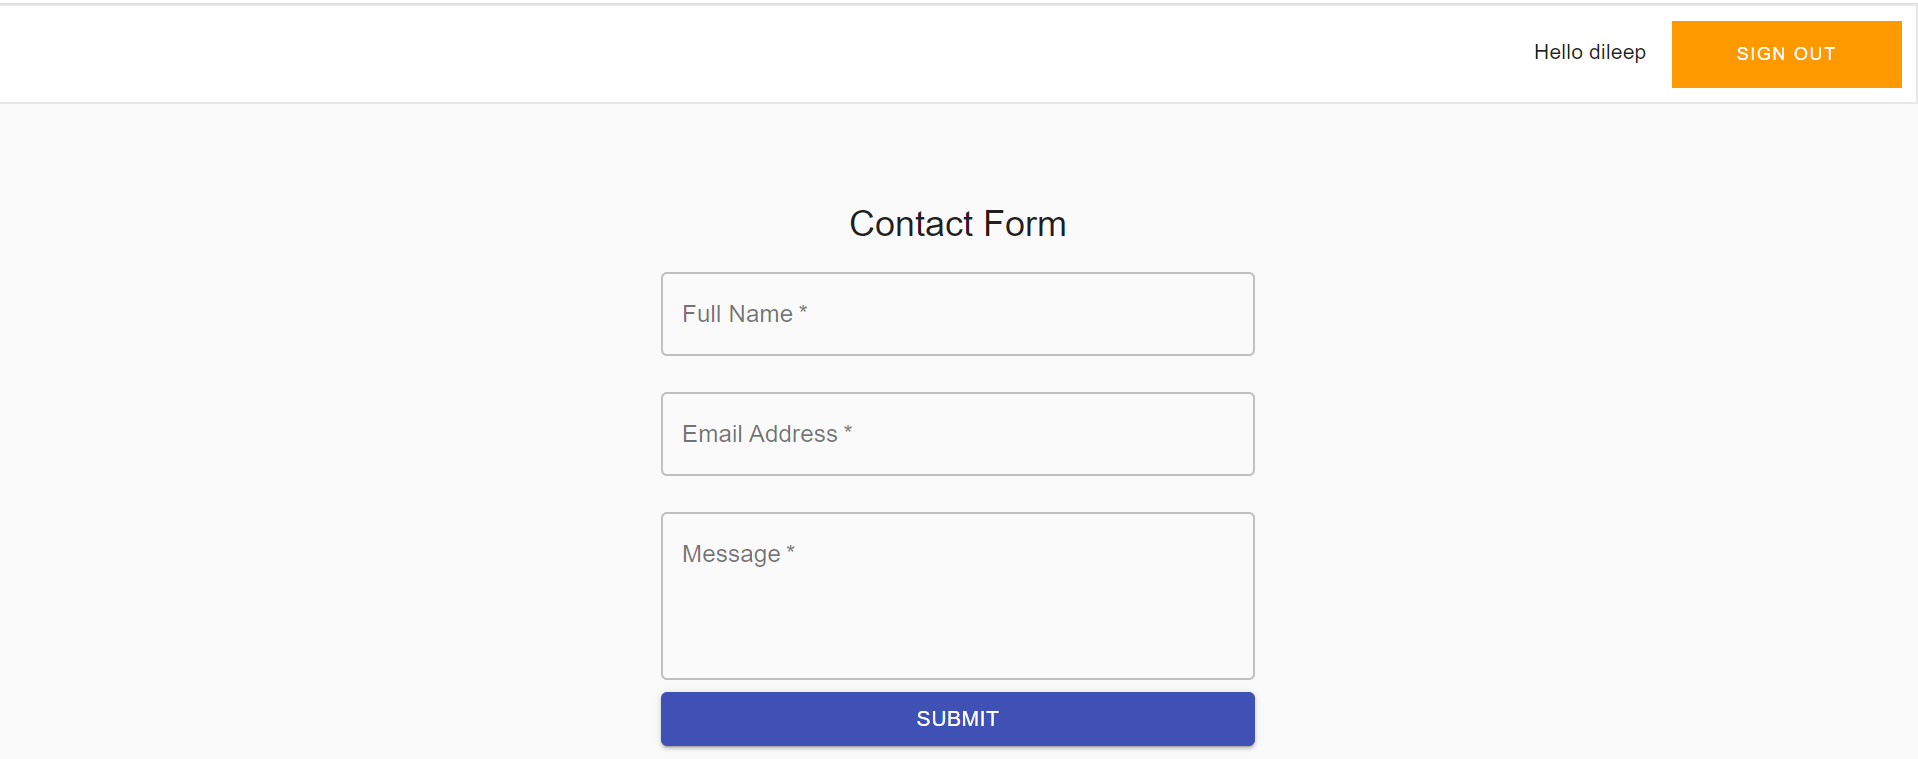 Hello dileep
SIGN OUT
Contact Form
Full Name *
Email Address *
Message *
SUBMIT